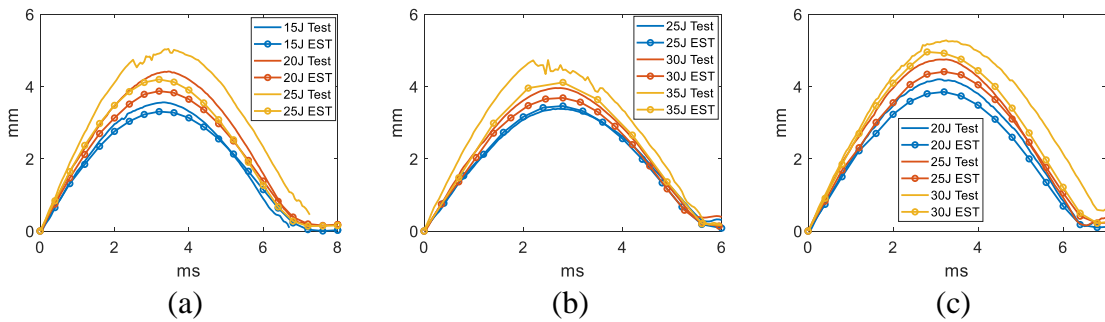 6
4
2
0
mm
0 2 4 6 8
ms
15J Test
15J EST
20J Test
20J EST
25J Test
25J EST
(a)
6
4
2
0
mm
0 2 4 6
ms
25J Test
25J EST
30J Test
30J EST
35J Test
35J EST
(b)
6
4
2
0
mm
0 2 4 6
ms
20J Test
20J EST
25J Test
25J EST
30J Test
30J EST
(c)